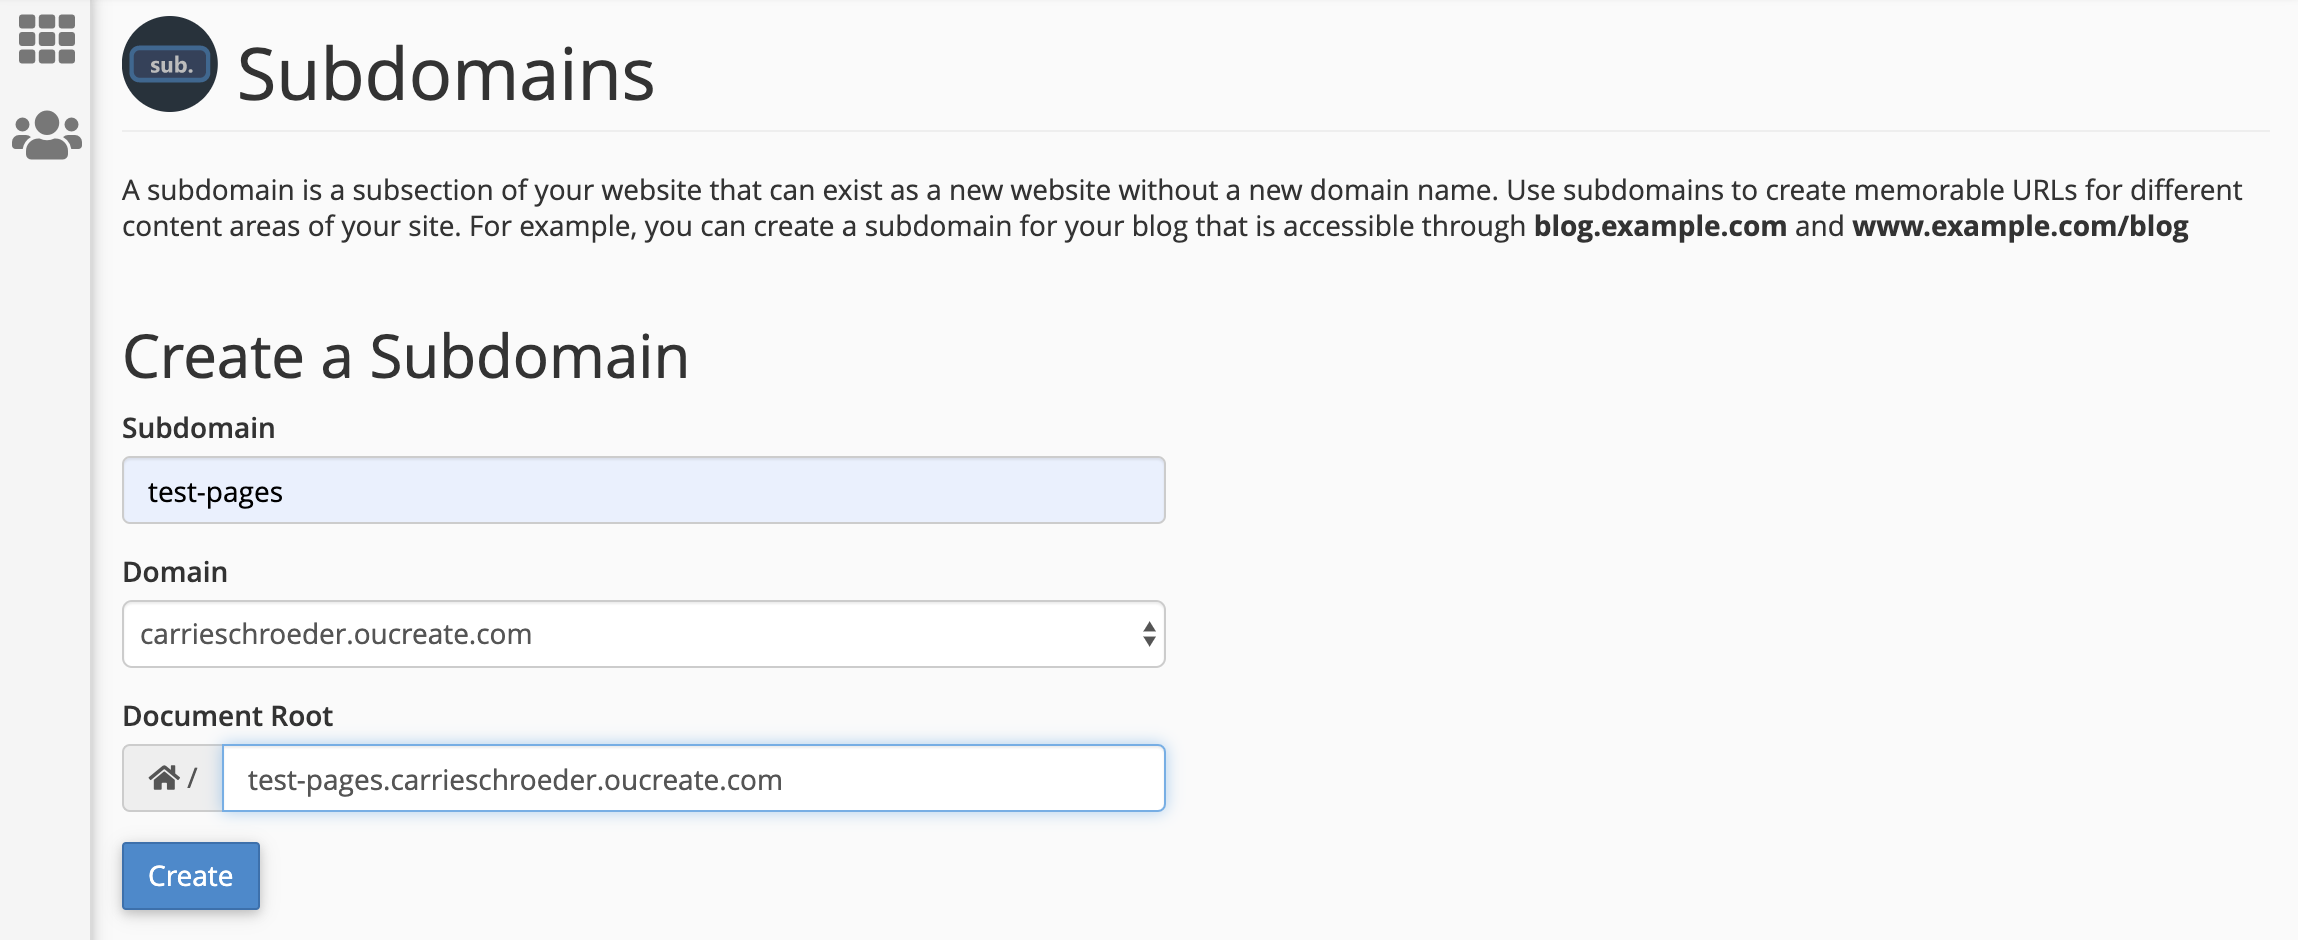 sub.
Subdomains
A subdomain is a subsection of your website that can exist as a new website without a new domain name. Use subdomains to create memorable URLs for different
content areas of your site. For example, you can create a subdomain for your blog that is accessible through blog.example.com and www.example.com/blog
Create a Subdomain
Subdomain
test-pages
Domain
carrieschroeder.oucreate.com
Document Root
/ test-pages.carrieschroeder.oucreate.com
Create